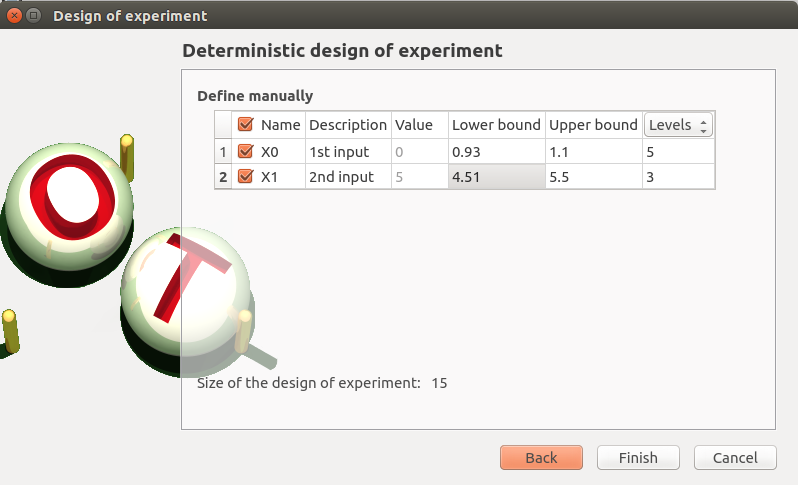 Design of experiment
Deterministic design of experiment
Define manually
Name Description Value Lower bound Upper bound Levels
1 X0 1st input 0 0.93 1.1 5
2 X1 2nd input 5 4.51 5.5 3
O
T
Size of the design of experiment: 15
Back Finish Cancel